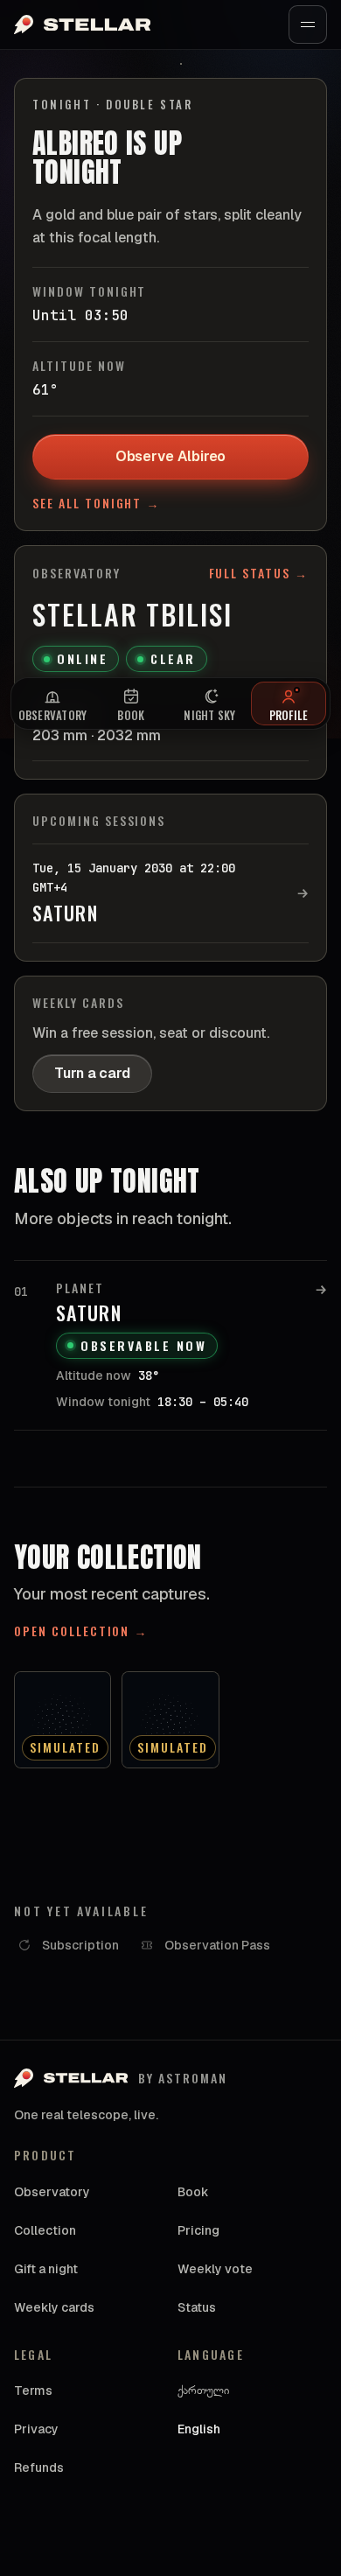 STELLAR
TONIGHT · DOUBLE STAR
ALBIREO IS UP
TONIGHT
A gold and blue pair of stars, split cleanly
at this focal length.
WINDOW TONIGHT
Until 03:50
ALTITUDE NOW
61°
Observe Albireo
SEE ALL TONIGHT →
OBSERVATORY
FULL STATUS →
STELLAR TBILISI
ONLINE
CLEAR
OBSERVATORY
BOOK
NIGHT SKY
PROFILE
203 mm · 2032 mm
UPCOMING SESSIONS
Tue, 15 January 2030 at 22:00
GMT+4
SATURN
WEEKLY CARDS
Win a free session, seat or discount.
Turn a card
ALSO UP TONIGHT
More objects in reach tonight.
01
PLANET
SATURN
OBSERVABLE NOW
Altitude now 38°
Window tonight 18:30 – 05:40
YOUR COLLECTION
Your most recent captures.
OPEN COLLECTION →
SIMULATED
SIMULATED
NOT YET AVAILABLE
Subscription
Observation Pass
STELLAR BY ASTROMAN
One real telescope, live.
PRODUCT
Observatory
Book
Collection
Pricing
Gift a night
Weekly vote
Weekly cards
Status
LEGAL
LANGUAGE
Terms
ქართული
Privacy
English
Refunds